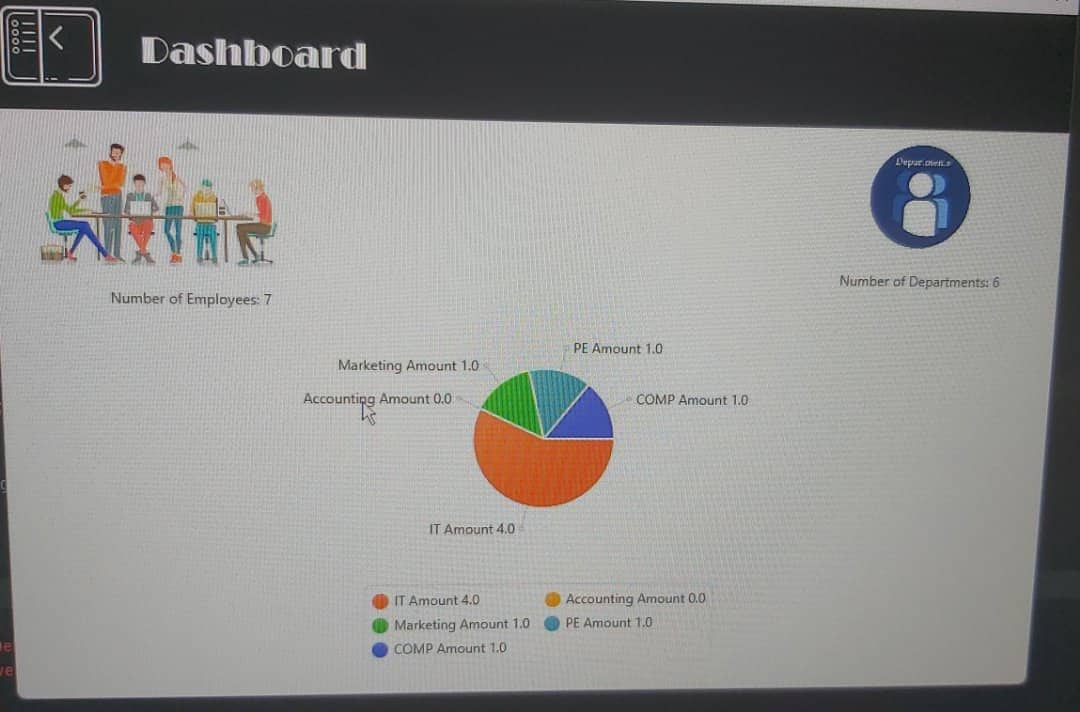 Dashboard
Number of Employees: 7
Number of Departments: 6
PE Amount 1.0
Marketing Amount 1.0
Accounting Amount 0.0
COMP Amount 1.0
IT Amount 4.0
IT Amount 4.0
Accounting Amount 0.0
Marketing Amount 1.0
PE Amount 1.0
COMP Amount 1.0